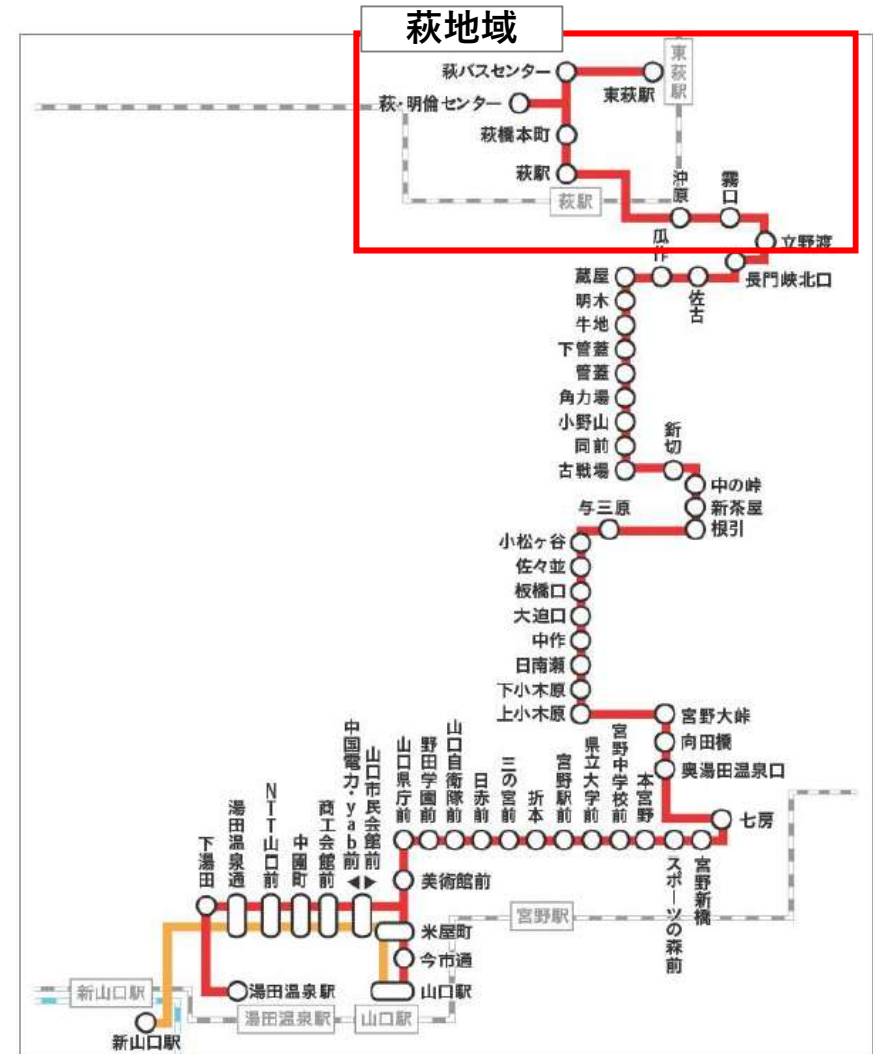 萩地域
萩バスセンター
東萩駅
東萩駅
萩・明倫センター
萩橋本町
萩駅
萩駅
沖原
霧口
立野渡
長門峡北口
佐古
瓜作
蔵屋
明木
牛地
下管蓋
管蓋
角力場
小野山
同前
古戦場
釿切
中の峠
新茶屋
根引
与三原
小松ヶ谷
佐々並
板橋口
大迫口
中作
日南瀬
下小木原
上小木原
宮野大峠
向田橋
奥湯田温泉口
七房
宮野新橋
スポーツの森前
本宮野
宮野中学校前
県立大学前
宮野駅前
折本
三の宮前
日赤前
山口自衛隊前
野田学園前
山口県庁前
山口市民会館前▶
中国電力・yab前◀
商工会館前
中園町
NTT山口前
湯田温泉通
下湯田
美術館前
米屋町
今市通
山口駅
宮野駅
湯田温泉駅
新山口駅
湯田温泉駅
山口駅
新山口駅